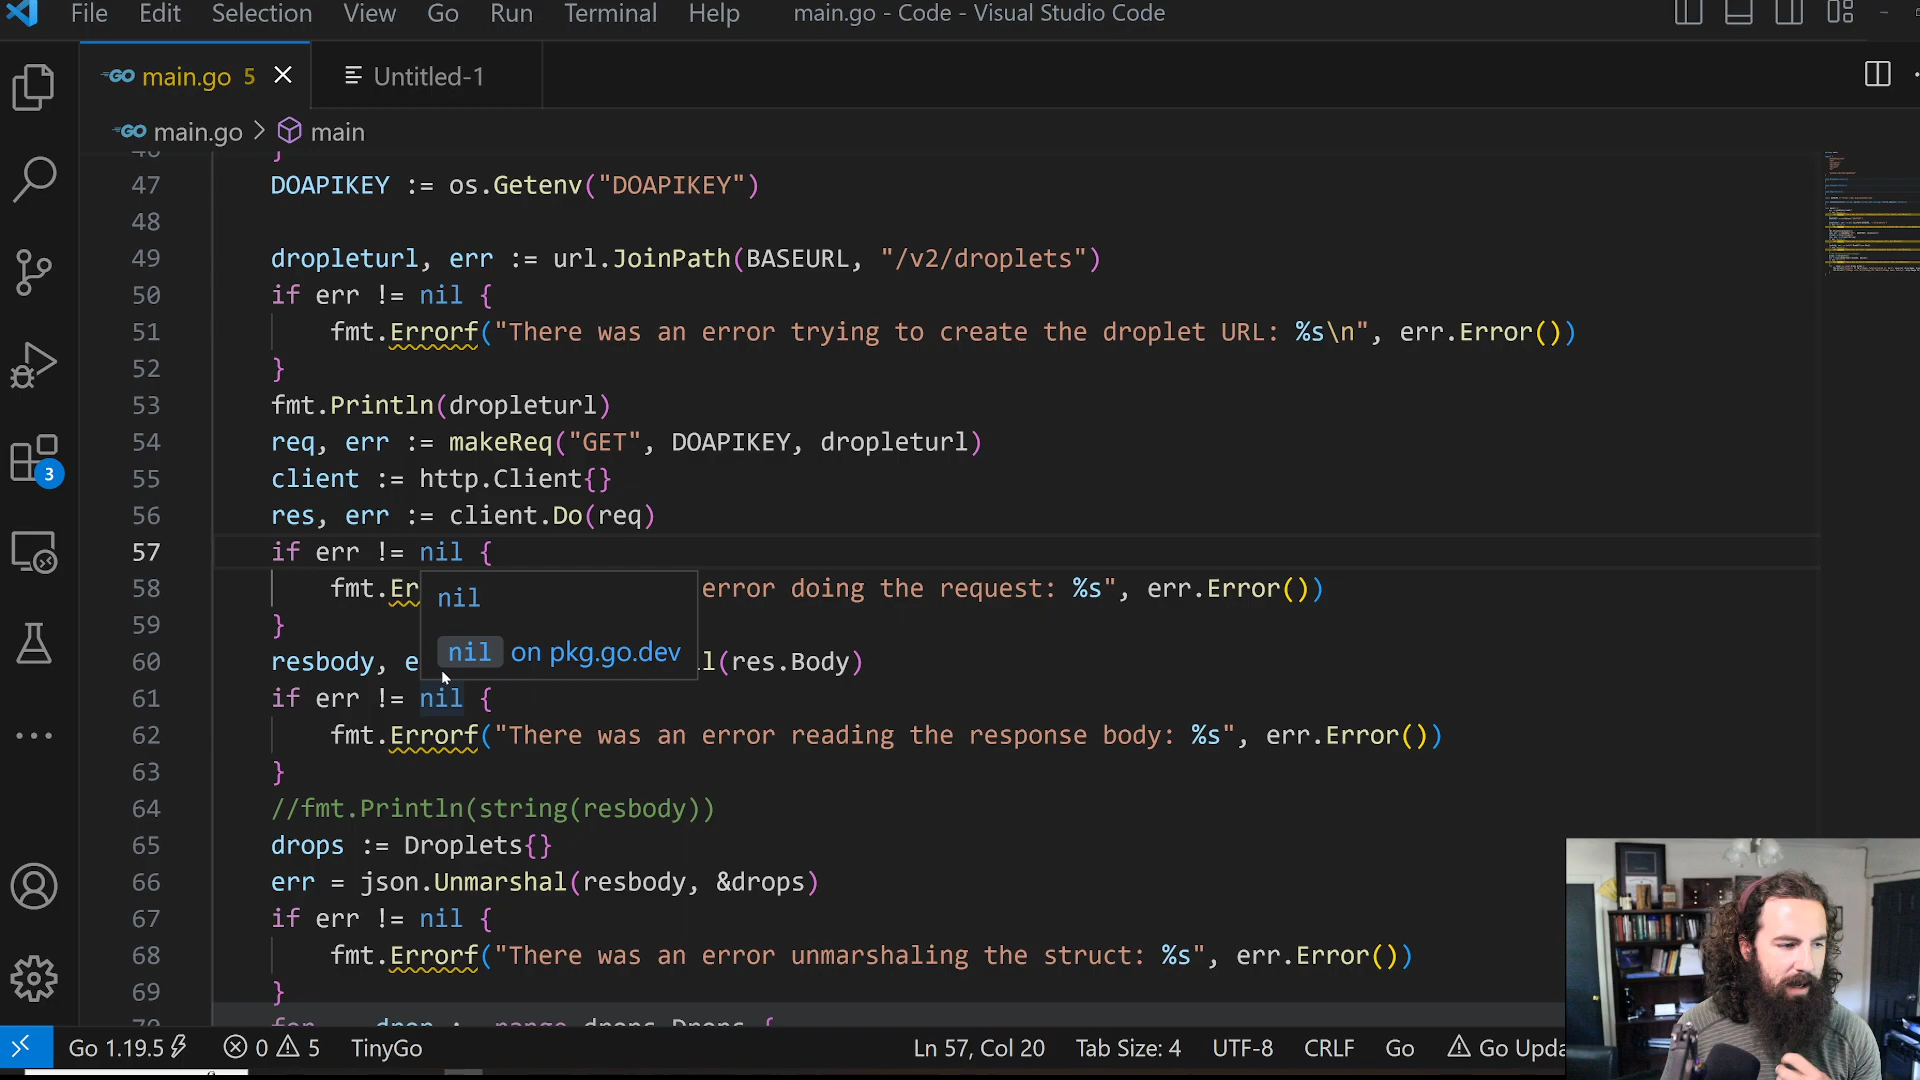 File Edit Selection View Go Run Terminal Help main.go - Code - Visual Studio Code
GO main.go 5 Untitled-1
GO main.go > main
46 }
47 DOAPIKEY := os.Getenv("DOAPIKEY")
48
49 dropleturl, err := url.JoinPath(BASEURL, "/v2/droplets")
50 if err != nil {
51 fmt.Errorf("There was an error trying to create the droplet URL: %s\n", err.Error())
52 }
53 fmt.Println(dropleturl)
54 req, err := makeReq("GET", DOAPIKEY, dropleturl)
55 client := http.Client{}
56 res, err := client.Do(req)
57 if err != nil {
58 fmt.Er error doing the request: %s", err.Error())
nil
59 }
nil on pkg.go.dev
60 resbody, e l(res.Body)
61 if err != nil {
62 fmt.Errorf("There was an error reading the response body: %s", err.Error())
63 }
64 //fmt.Println(string(resbody))
65 drops := Droplets{}
66 err = json.Unmarshal(resbody, &drops)
67 if err != nil {
68 fmt.Errorf("There was an error unmarshaling the struct: %s", err.Error())
69 }
70 for _, drop := range drops.Drops {
3
Go 1.19.5 0 5 TinyGo Ln 57, Col 20 Tab Size: 4 UTF-8 CRLF Go Go Upda